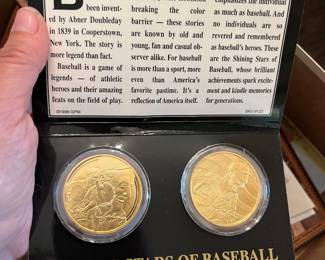 been invent-
ed by Abner Doubleday
in 1839 in Cooperstown,
New York. The story is
more legend than fact.
Baseball is a game of
legends - of athletic
heroes and their amazing
feats on the field of play.
breaking the color
barrier - these stories
are known by old and
young, fan and casual ob-
server alike. For baseball
is more than a sport, more
even than America's
favorite pastime. It's a
reflection of America itself.
emphasizes the individual
as much as baseball. And
no individuals are so
revered and remembered
as baseball's heroes. These
are the Shining Stars of
Baseball, whose brilliant
achievements spark excite-
ment and kindle memories
for generations.
STARS OF BASEBALL